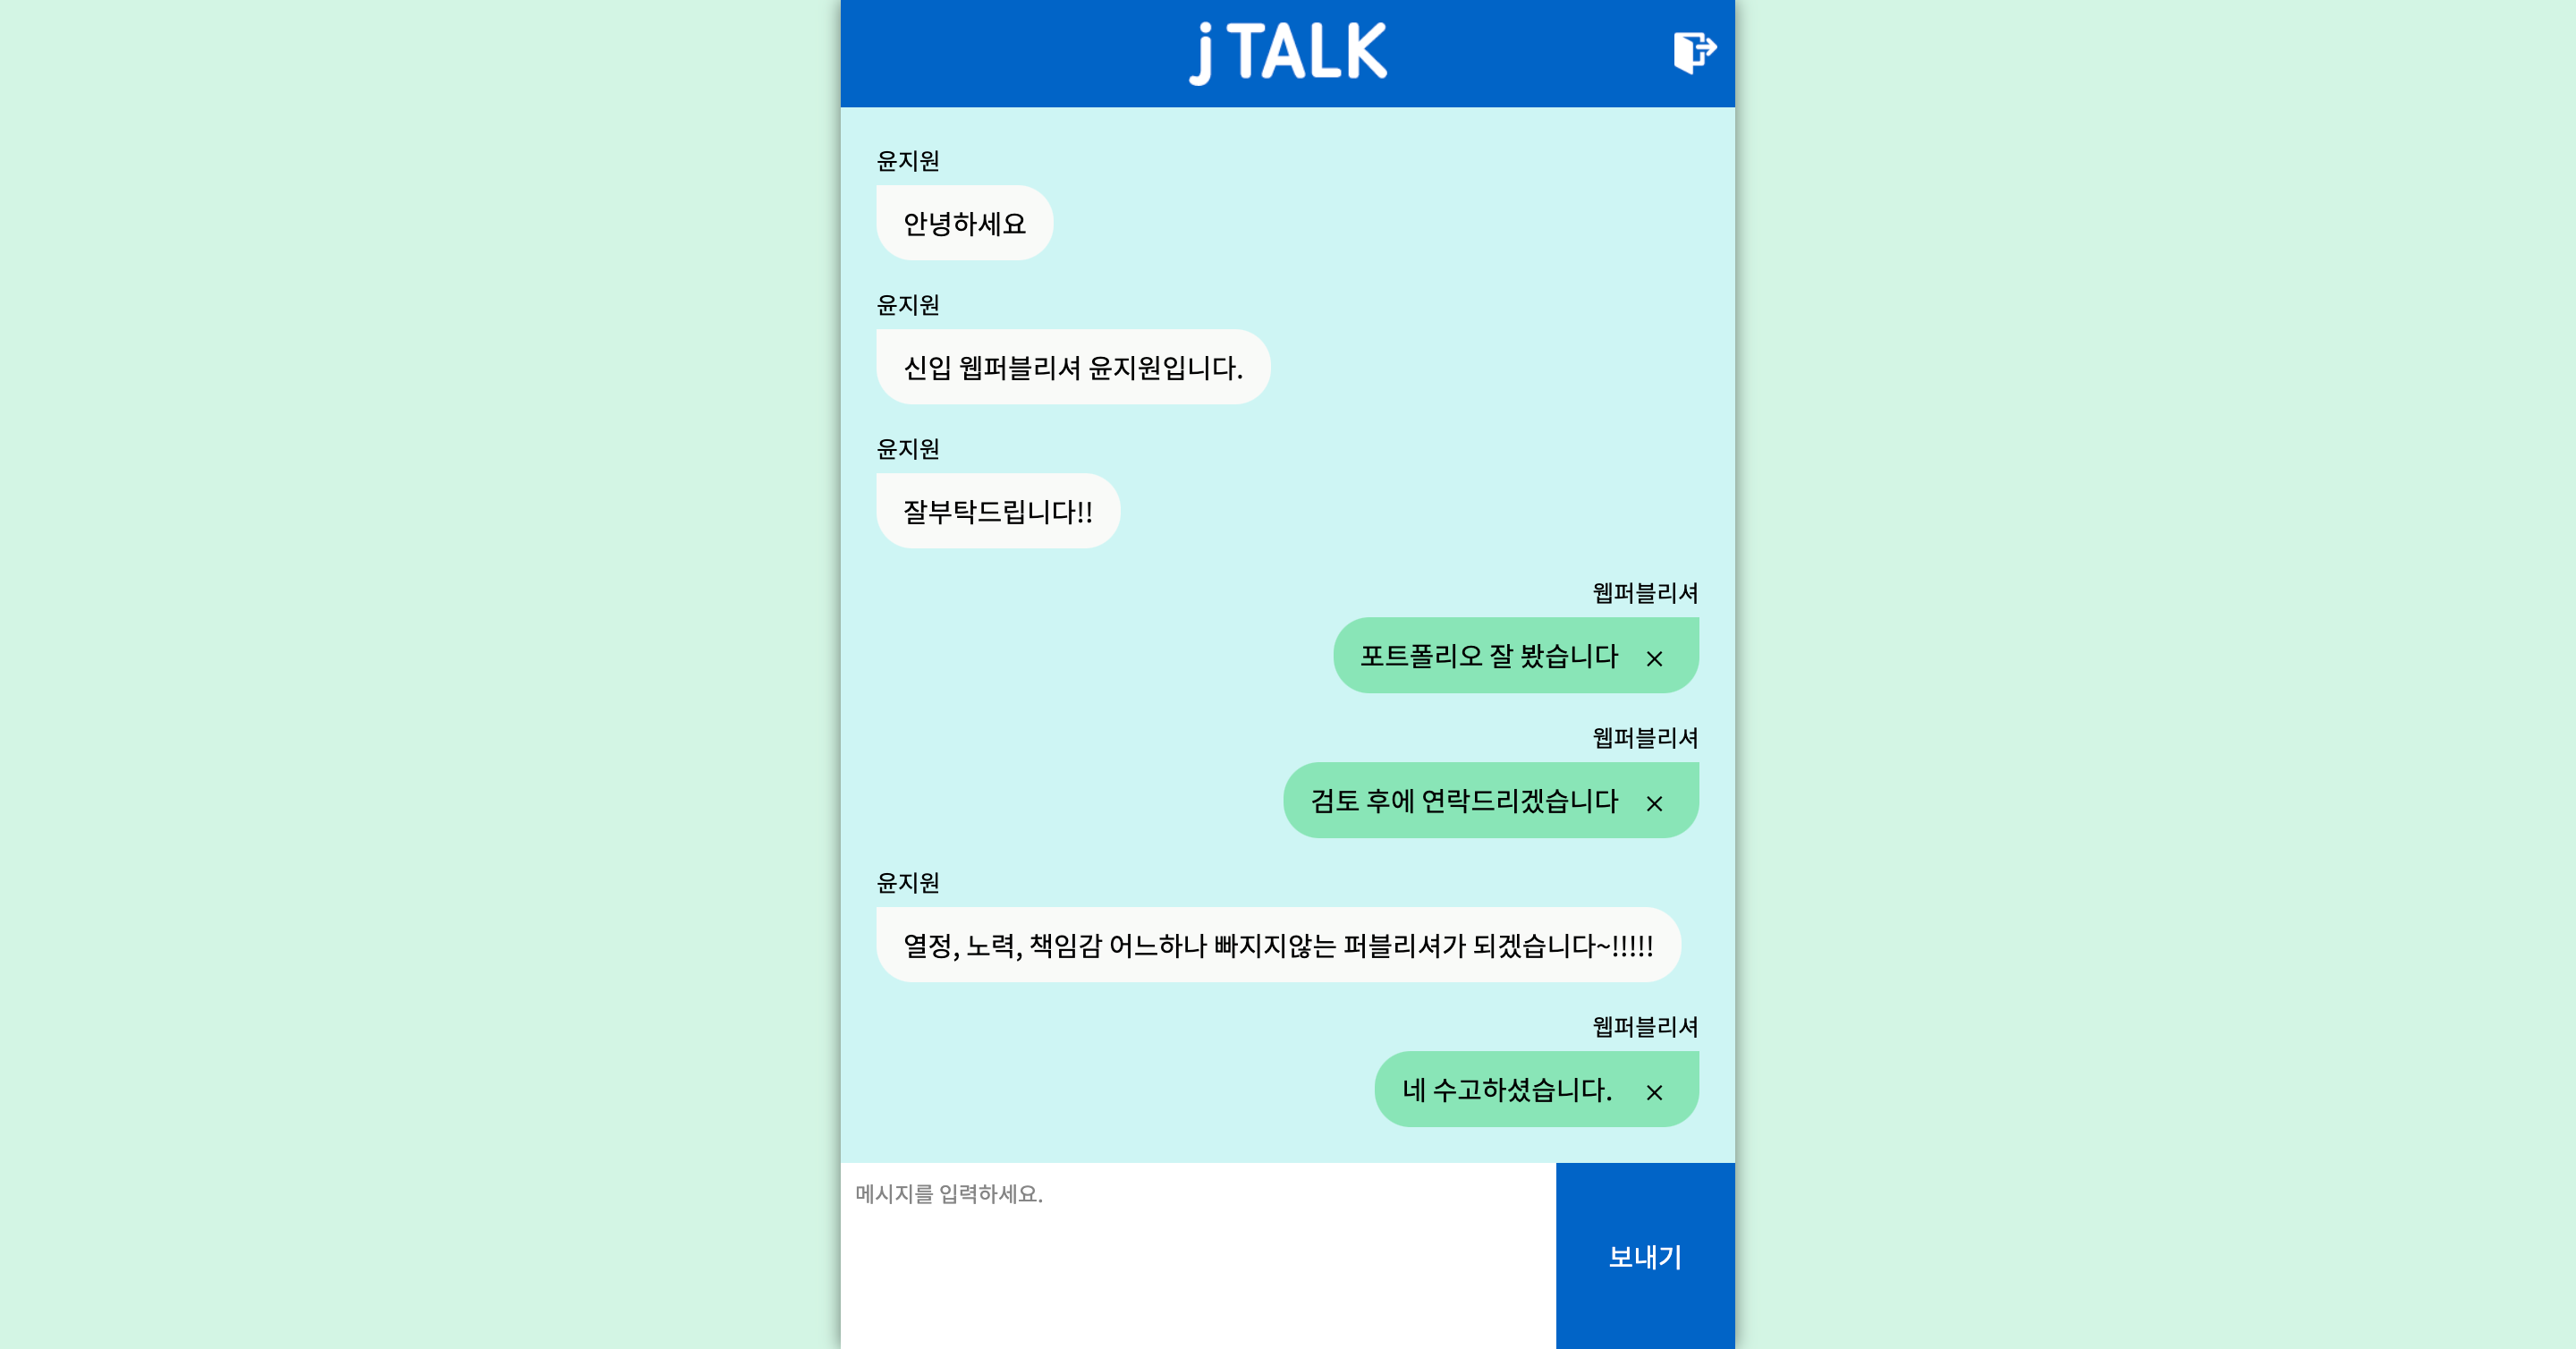 j TALK
윤지원
안녕하세요
윤지원
신입 웹퍼블리셔 윤지원입니다.
윤지원
잘부탁드립니다!!
웹퍼블리셔
포트폴리오 잘 봤습니다 ×
웹퍼블리셔
검토 후에 연락드리겠습니다 ×
윤지원
열정, 노력, 책임감 어느하나 빠지지않는 퍼블리셔가 되겠습니다~!!!!!
웹퍼블리셔
네 수고하셨습니다. ×
메시지를 입력하세요.
보내기